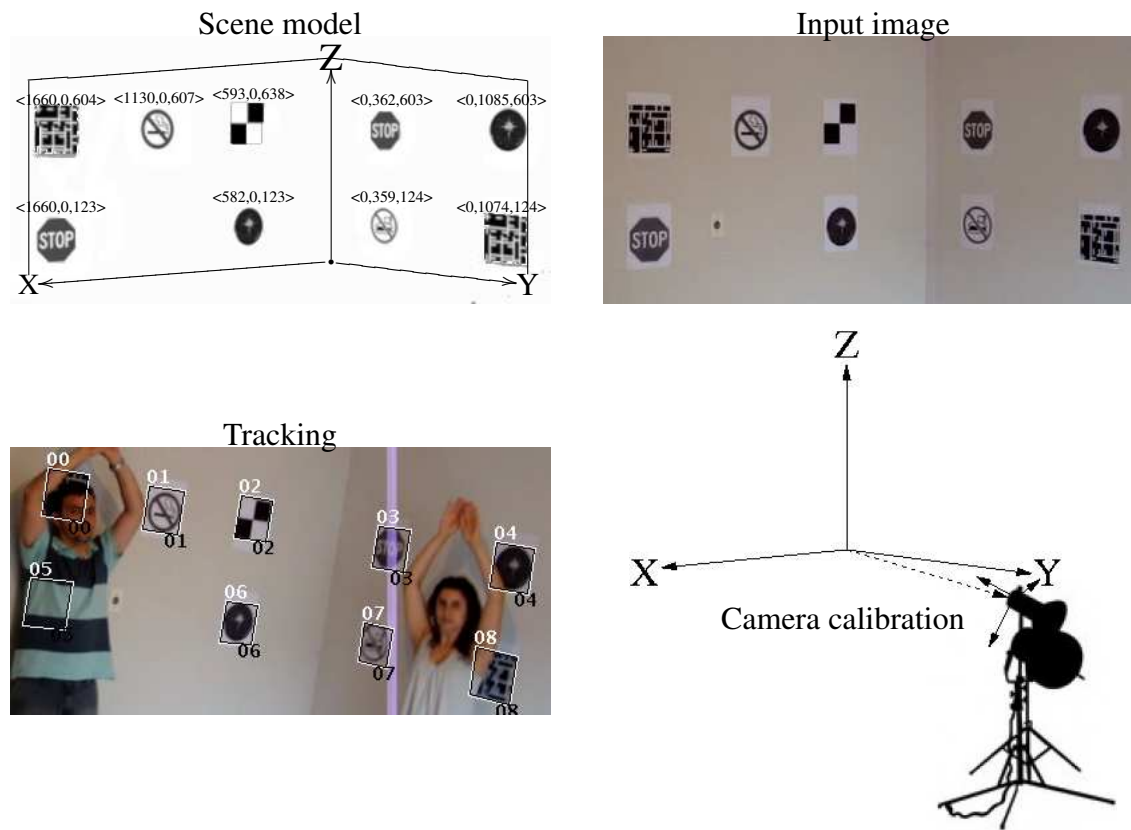 Scene model
Z
<1660,0,604> <1130,0,607> <593,0,638> <0,362,603> <0,1085,603>
STOP
<1660,0,123> <582,0,123> <0,359,124> <0,1074,124>
STOP
X Y
Input image
STOP
STOP
Tracking
00
01
02
00
01
02
03
STOP
03
04
04
05
06
06
07
07
08
08
Z
X
Y
Camera calibration